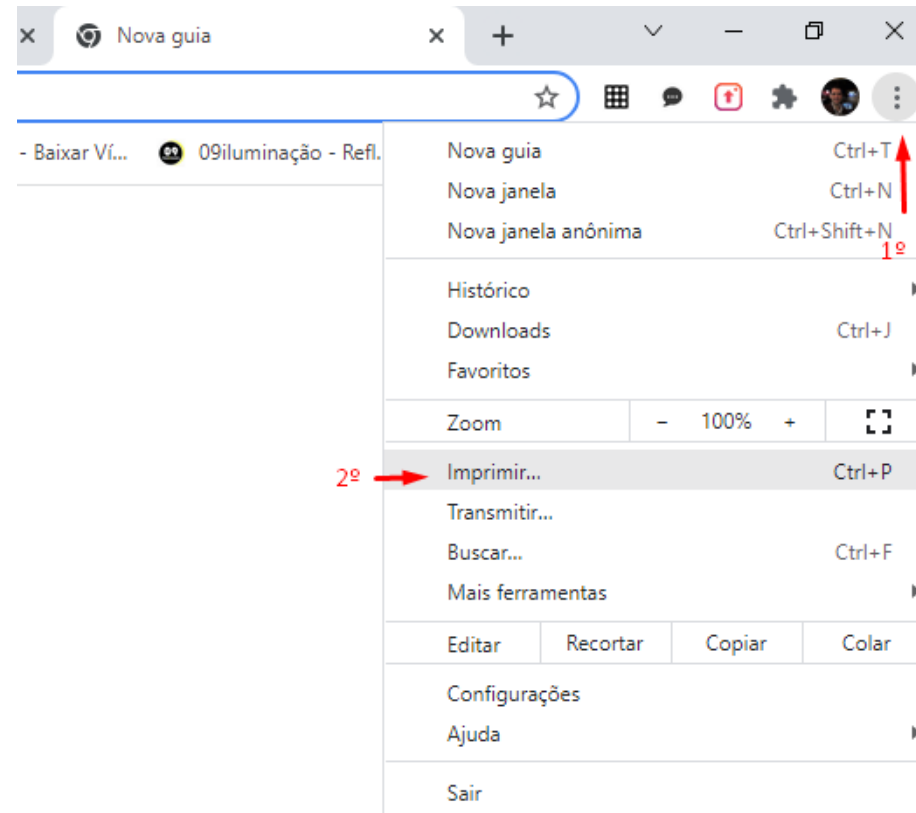 Nova guia
- Baixar Ví... 09iluminação - Refl.
Nova guia Ctrl+T
Nova janela Ctrl+N
Nova janela anônima Ctrl+Shift+N
1º
Histórico
Downloads Ctrl+J
Favoritos
Zoom - 100% +
2º Imprimir... Ctrl+P
Transmitir...
Buscar... Ctrl+F
Mais ferramentas
Editar Recortar Copiar Colar
Configurações
Ajuda
Sair